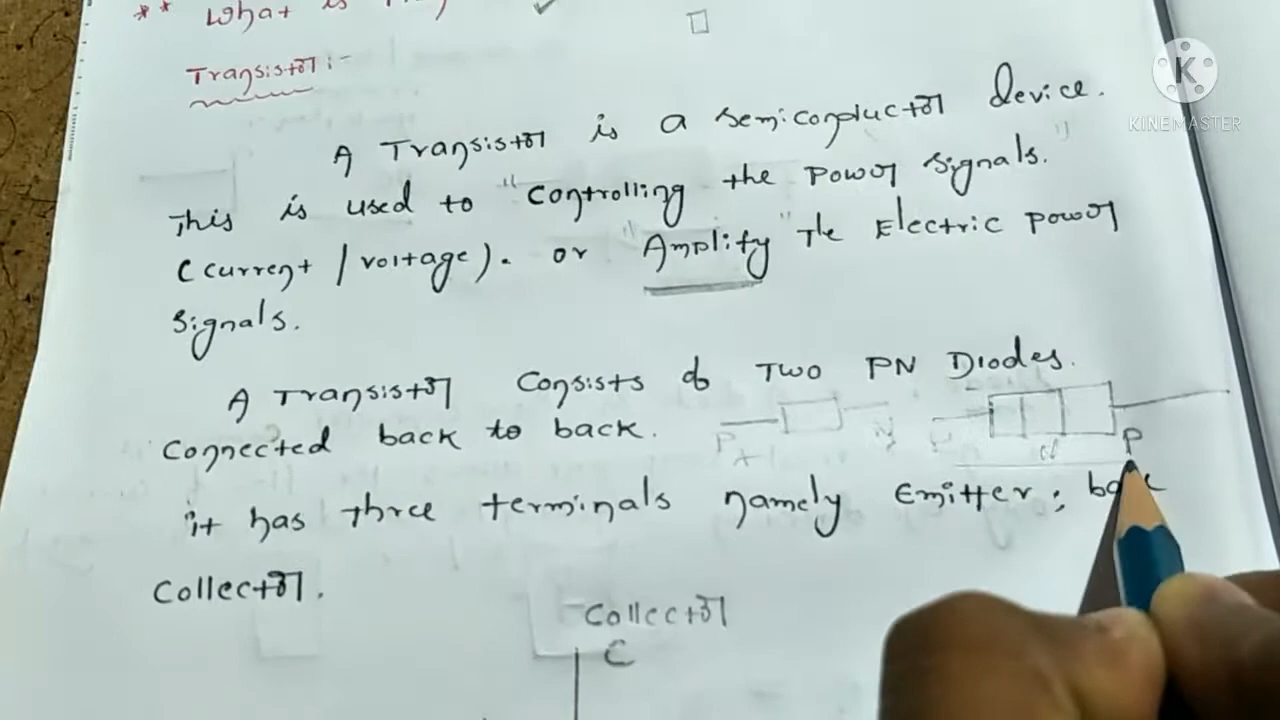 ** What is
Transistor :-
A Transistor is a semiconductor device.
This is used to "controlling the power signals."
(current / voltage). or "Amplify" The Electric power
signals.
A Transistor consists of Two PN Diodes.
connected back to back.
P N
P
it has three terminals namely Emitter; base
collector.
collector
C
K
KINEMASTER